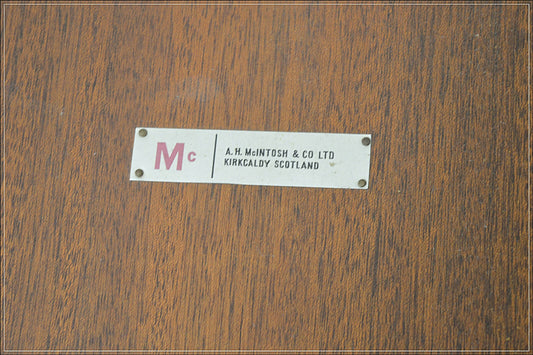 Mc
A.H. McINTOSH & CO LTD
KIRKCALDY SCOTLAND